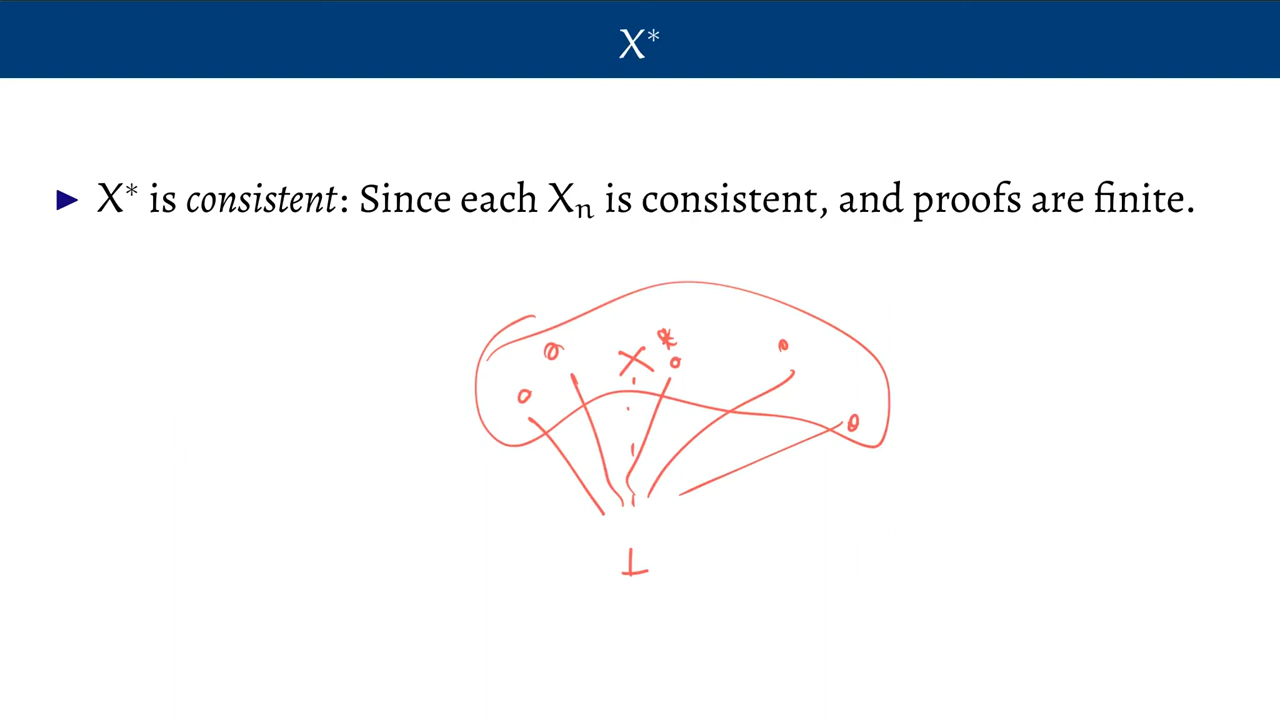 X*
▶ X* is consistent: Since each Xₙ is consistent, and proofs are finite.
X*
⊥